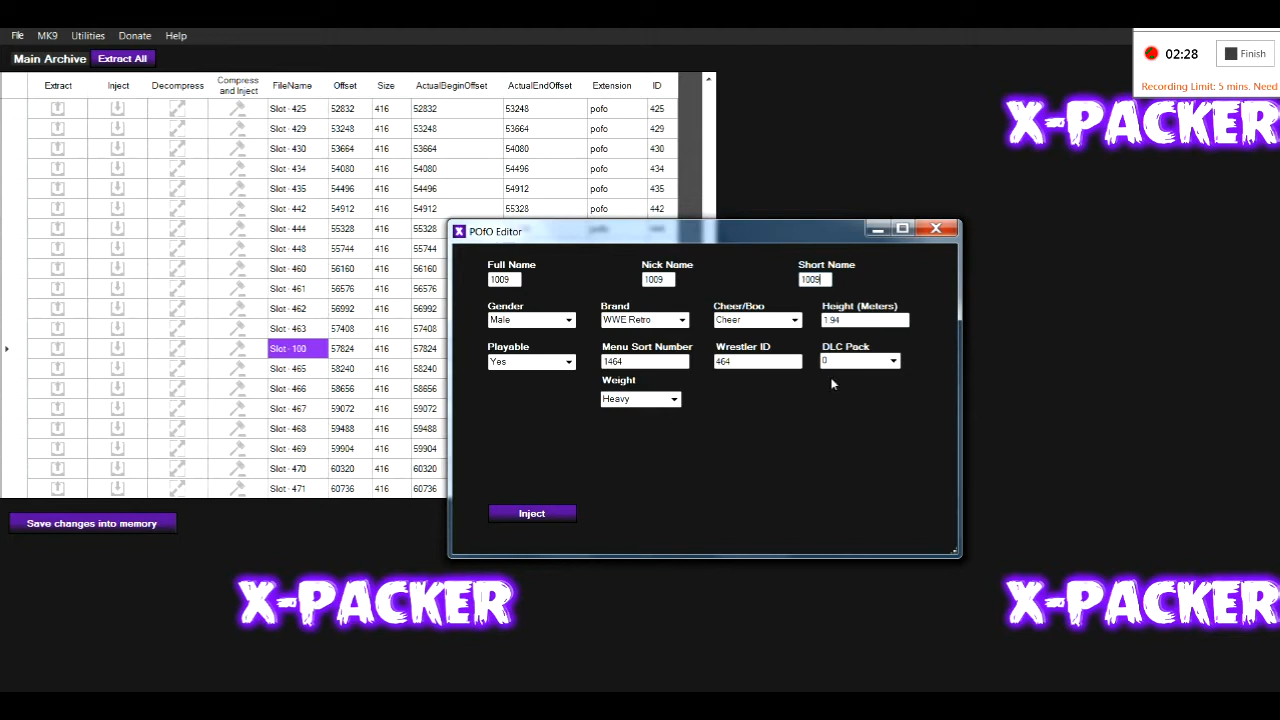 File MK9 Utilities Donate Help
02:28 Finish
Recording Limit: 5 mins. Need
Main Archive Extract All
Extract Inject Decompress Compress and Inject FileName Offset Size ActualBeginOffset ActualEndOffset Extension ID
Slot - 425 52832 416 52832 53248 pofo 425
Slot - 429 53248 416 53248 53664 pofo 429
Slot - 430 53664 416 53664 54080 pofo 430
Slot - 434 54080 416 54080 54496 pofo 434
Slot - 435 54496 416 54496 54912 pofo 435
Slot - 442 54912 416 54912 55328 pofo 442
Slot - 444 55328 416 55328
Slot - 448 55744 416 55744
Slot - 460 56160 416 56160
Slot - 461 56576 416 56576
Slot - 462 56992 416 56992
Slot - 463 57408 416 57408
Slot - 100 57824 416 57824
Slot - 465 58240 416 58240
Slot - 466 58656 416 58656
Slot - 467 59072 416 59072
Slot - 468 59488 416 59488
Slot - 469 59904 416 59904
Slot - 470 60320 416 60320
Slot - 471 60736 416 60736
Save changes into memory
X POfO Editor
Full Name Nick Name Short Name
1009 1009 1009
Gender Brand Cheer/Boo Height (Meters)
Male WWE Retro Cheer 1.94
Playable Menu Sort Number Wrestler ID DLC Pack
Yes 1464 464 0
Weight
Heavy
Inject
X-PACKER
X-PACKER
X-PACKER